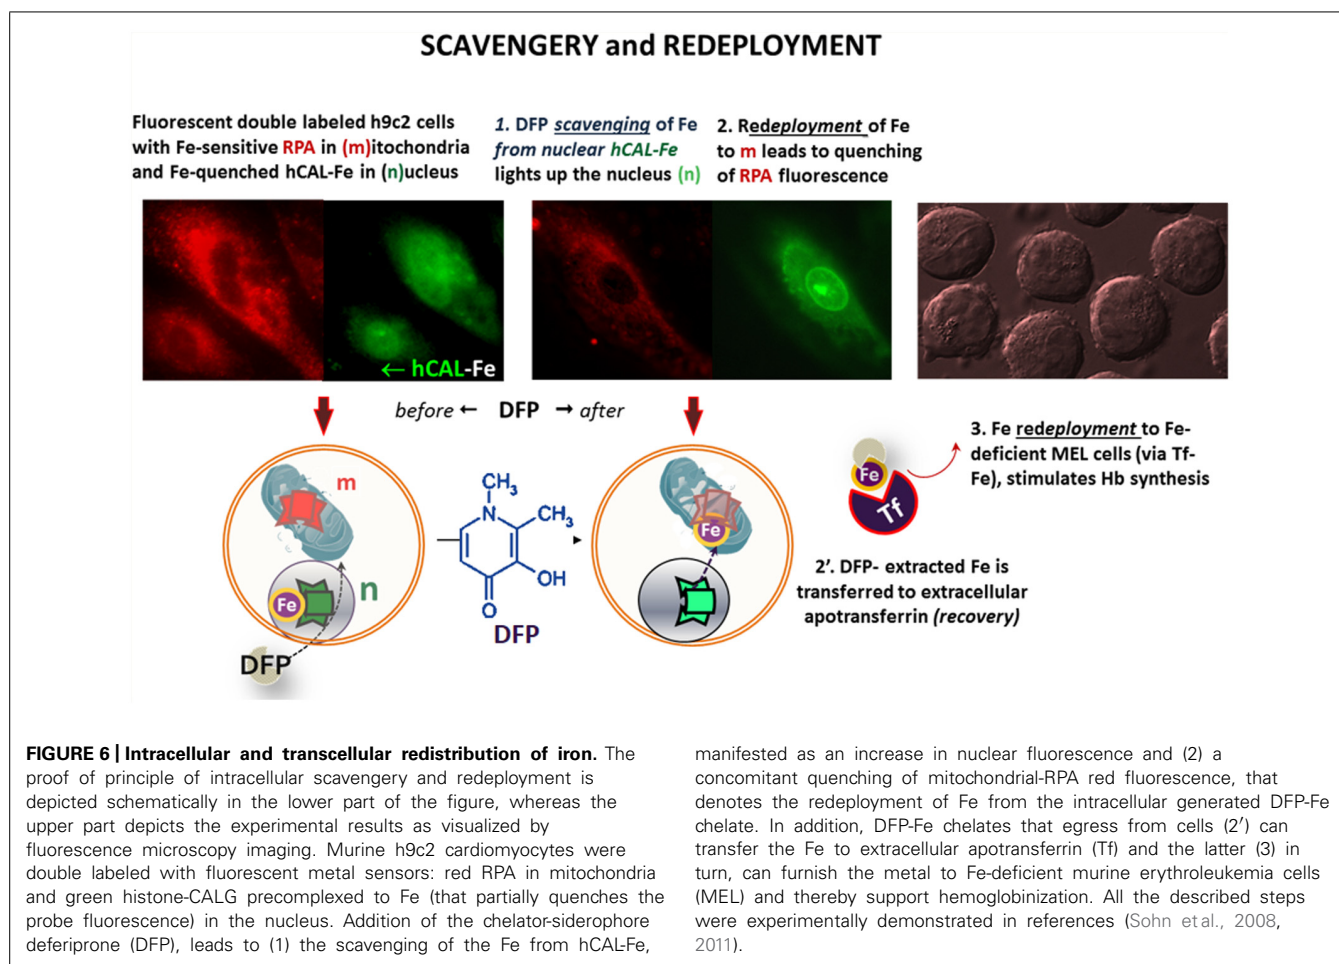 SCAVENGERY and REDEPLOYMENT
Fluorescent double labeled h9c2 cells
with Fe-sensitive RPA in (m)itochondria
and Fe-quenched hCAL-Fe in (n)ucleus
1. DFP scavenging of Fe
from nuclear hCAL-Fe
lights up the nucleus (n)
2. Redeployment of Fe
to m leads to quenching
of RPA fluorescence
← hCAL-Fe
before ← DFP → after
m
n
Fe
DFP
CH3
N
CH3
OH
O
DFP
Fe
Fe
Tf
3. Fe redeployment to Fe-
deficient MEL cells (via Tf-
Fe), stimulates Hb synthesis
2'. DFP- extracted Fe is
transferred to extracellular
apotransferrin (recovery)
FIGURE 6 | Intracellular and transcellular redistribution of iron. The
proof of principle of intracellular scavengery and redeployment is
depicted schematically in the lower part of the figure, whereas the
upper part depicts the experimental results as visualized by
fluorescence microscopy imaging. Murine h9c2 cardiomyocytes were
double labeled with fluorescent metal sensors: red RPA in mitochondria
and green histone-CALG precomplexed to Fe (that partially quenches the
probe fluorescence) in the nucleus. Addition of the chelator-siderophore
deferiprone (DFP), leads to (1) the scavenging of the Fe from hCAL-Fe,
manifested as an increase in nuclear fluorescence and (2) a
concomitant quenching of mitochondrial-RPA red fluorescence, that
denotes the redeployment of Fe from the intracellular generated DFP-Fe
chelate. In addition, DFP-Fe chelates that egress from cells (2′) can
transfer the Fe to extracellular apotransferrin (Tf) and the latter (3) in
turn, can furnish the metal to Fe-deficient murine erythroleukemia cells
(MEL) and thereby support hemoglobinization. All the described steps
were experimentally demonstrated in references (Sohn et al., 2008,
2011).